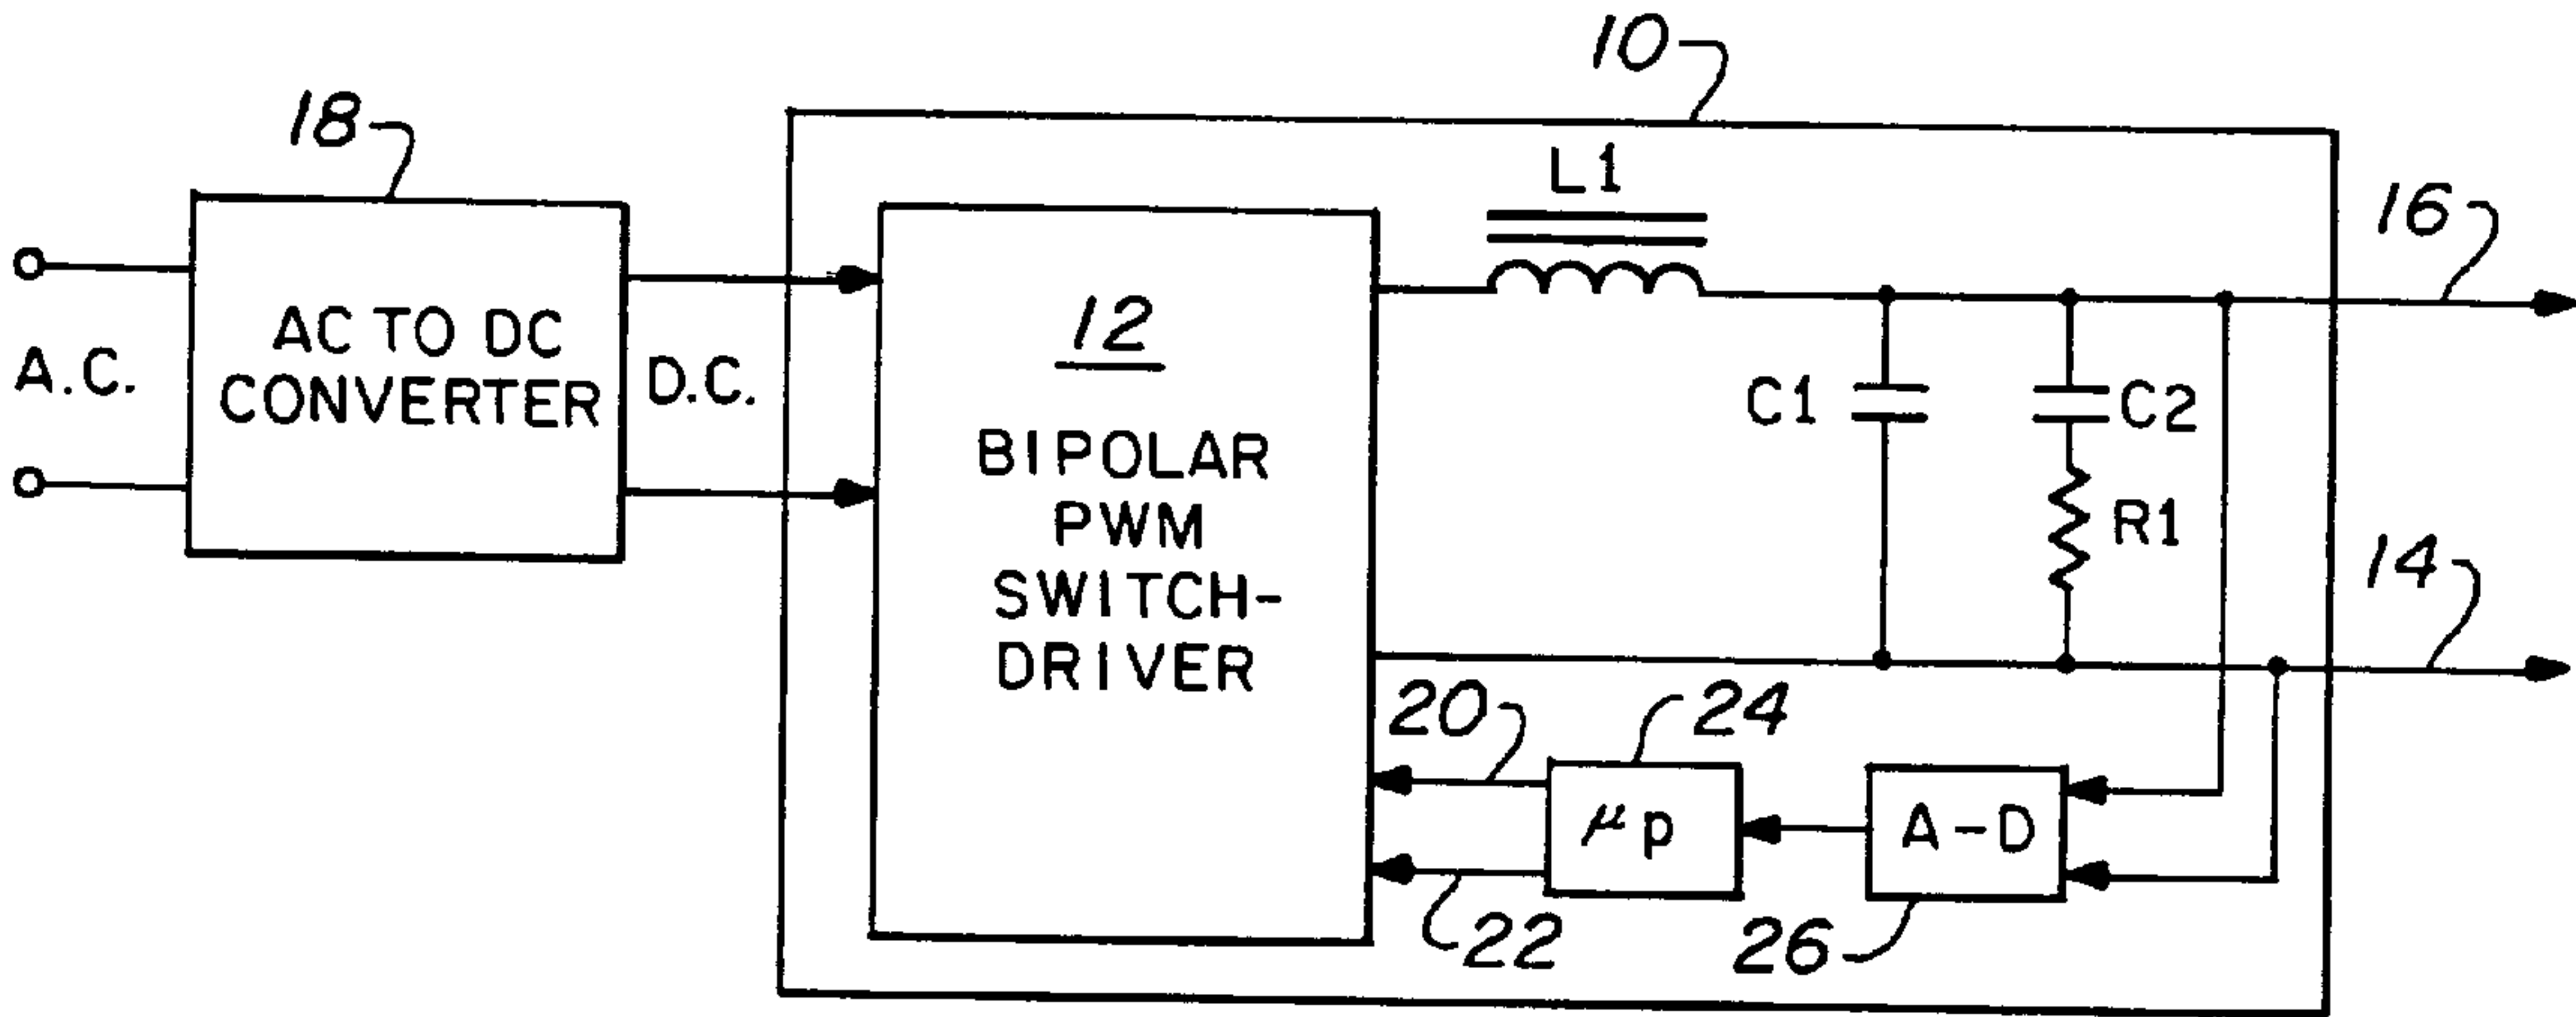 10
18
L1
16
A.C.
AC TO DC
CONVERTER
D.C.
12
BIPOLAR
PWM
SWITCH-
DRIVER
C1
C2
R1
14
20
24
μp
A-D
22
26